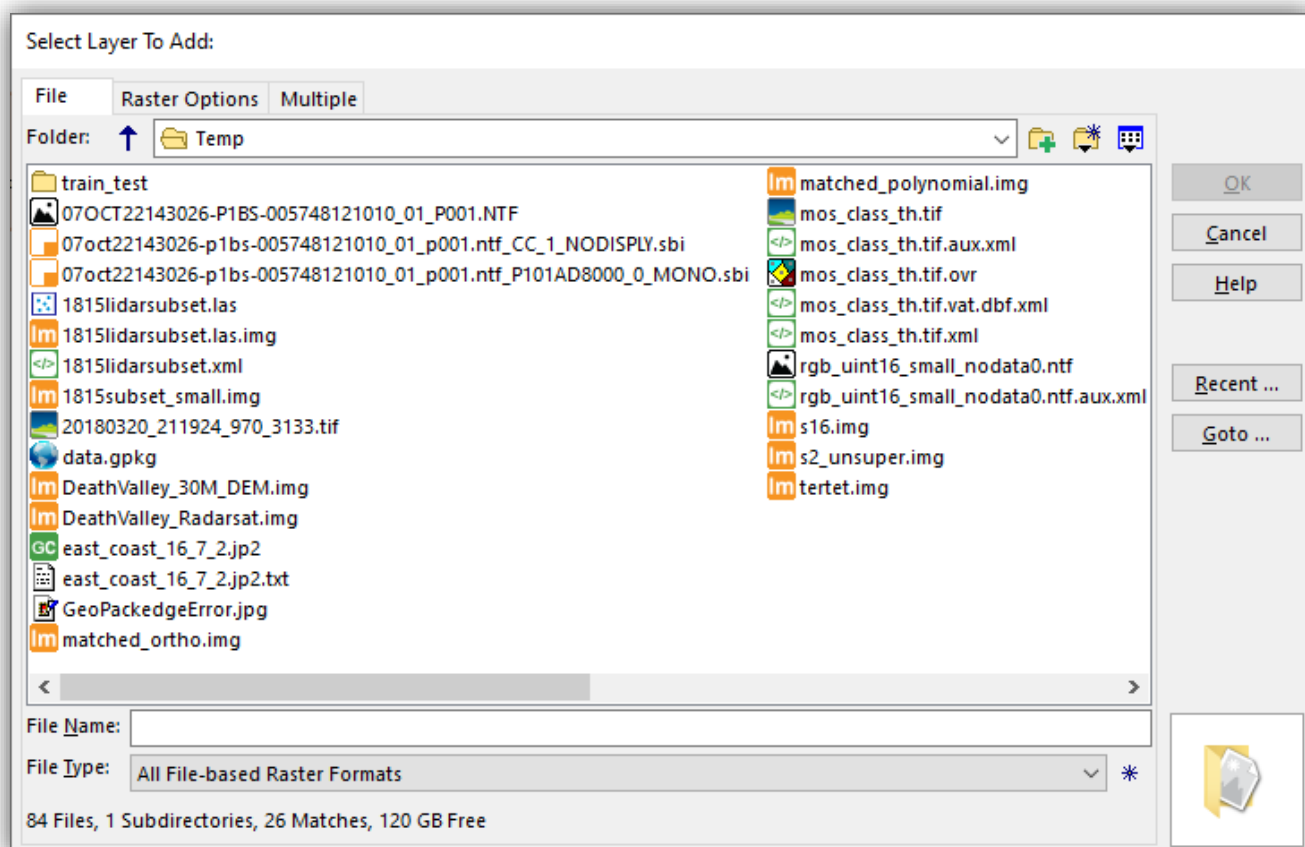 Select Layer To Add:
File
Raster Options
Multiple
Folder:
Temp
train_test
07OCT22143026-P1BS-005748121010_01_P001.NTF
07oct22143026-p1bs-005748121010_01_p001.ntf_CC_1_NODISPLY.sbi
07oct22143026-p1bs-005748121010_01_p001.ntf_P101AD8000_0_MONO.sbi
1815lidarsubset.las
1815lidarsubset.las.img
1815lidarsubset.xml
1815subset_small.img
20180320_211924_970_3133.tif
data.gpkg
DeathValley_30M_DEM.img
DeathValley_Radarsat.img
east_coast_16_7_2.jp2
east_coast_16_7_2.jp2.txt
GeoPackedgeError.jpg
matched_ortho.img
matched_polynomial.img
mos_class_th.tif
mos_class_th.tif.aux.xml
mos_class_th.tif.ovr
mos_class_th.tif.vat.dbf.xml
mos_class_th.tif.xml
rgb_uint16_small_nodata0.ntf
rgb_uint16_small_nodata0.ntf.aux.xml
s16.img
s2_unsuper.img
tertet.img
OK
Cancel
Help
Recent ...
Goto ...
File Name:
File Type:
All File-based Raster Formats
84 Files, 1 Subdirectories, 26 Matches, 120 GB Free